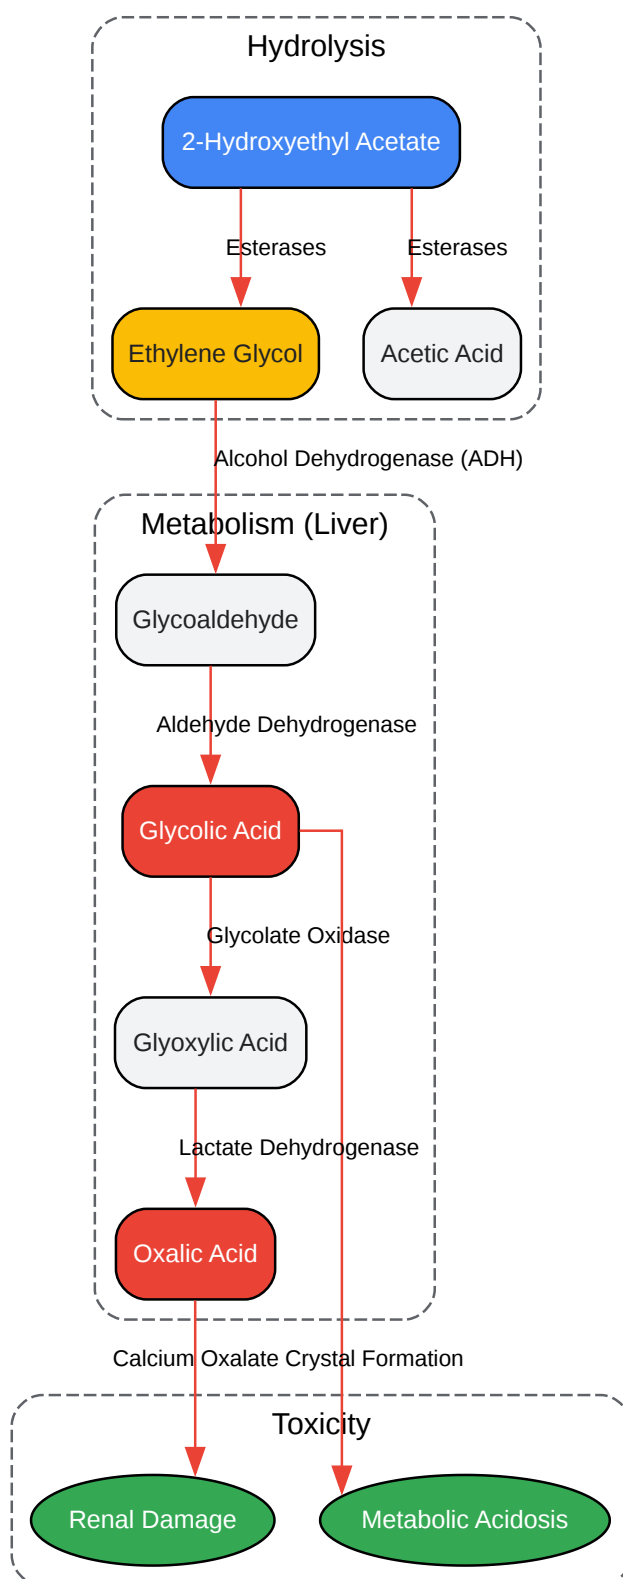 Hydrolysis
2-Hydroxyethyl Acetate
Esterases
Esterases
Ethylene Glycol
Acetic Acid
Alcohol Dehydrogenase (ADH)
Metabolism (Liver)
Glycoaldehyde
Aldehyde Dehydrogenase
Glycolic Acid
Glycolate Oxidase
Glyoxylic Acid
Lactate Dehydrogenase
Oxalic Acid
Calcium Oxalate Crystal Formation
Toxicity
Renal Damage
Metabolic Acidosis